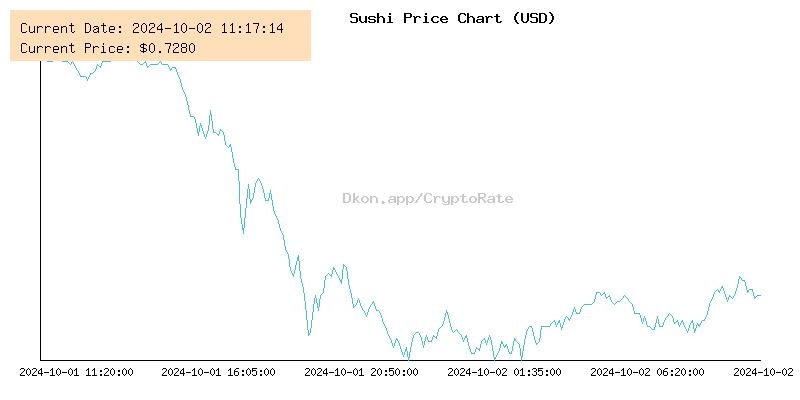 Sushi Price Chart (USD)
Current Date: 2024-10-02 11:17:14
Current Price: $0.7280
Dkon.app/CryptoRate
2024-10-01 11:20:00 2024-10-01 16:05:00 2024-10-01 20:50:00 2024-10-02 01:35:00 2024-10-02 06:20:00 2024-10-02